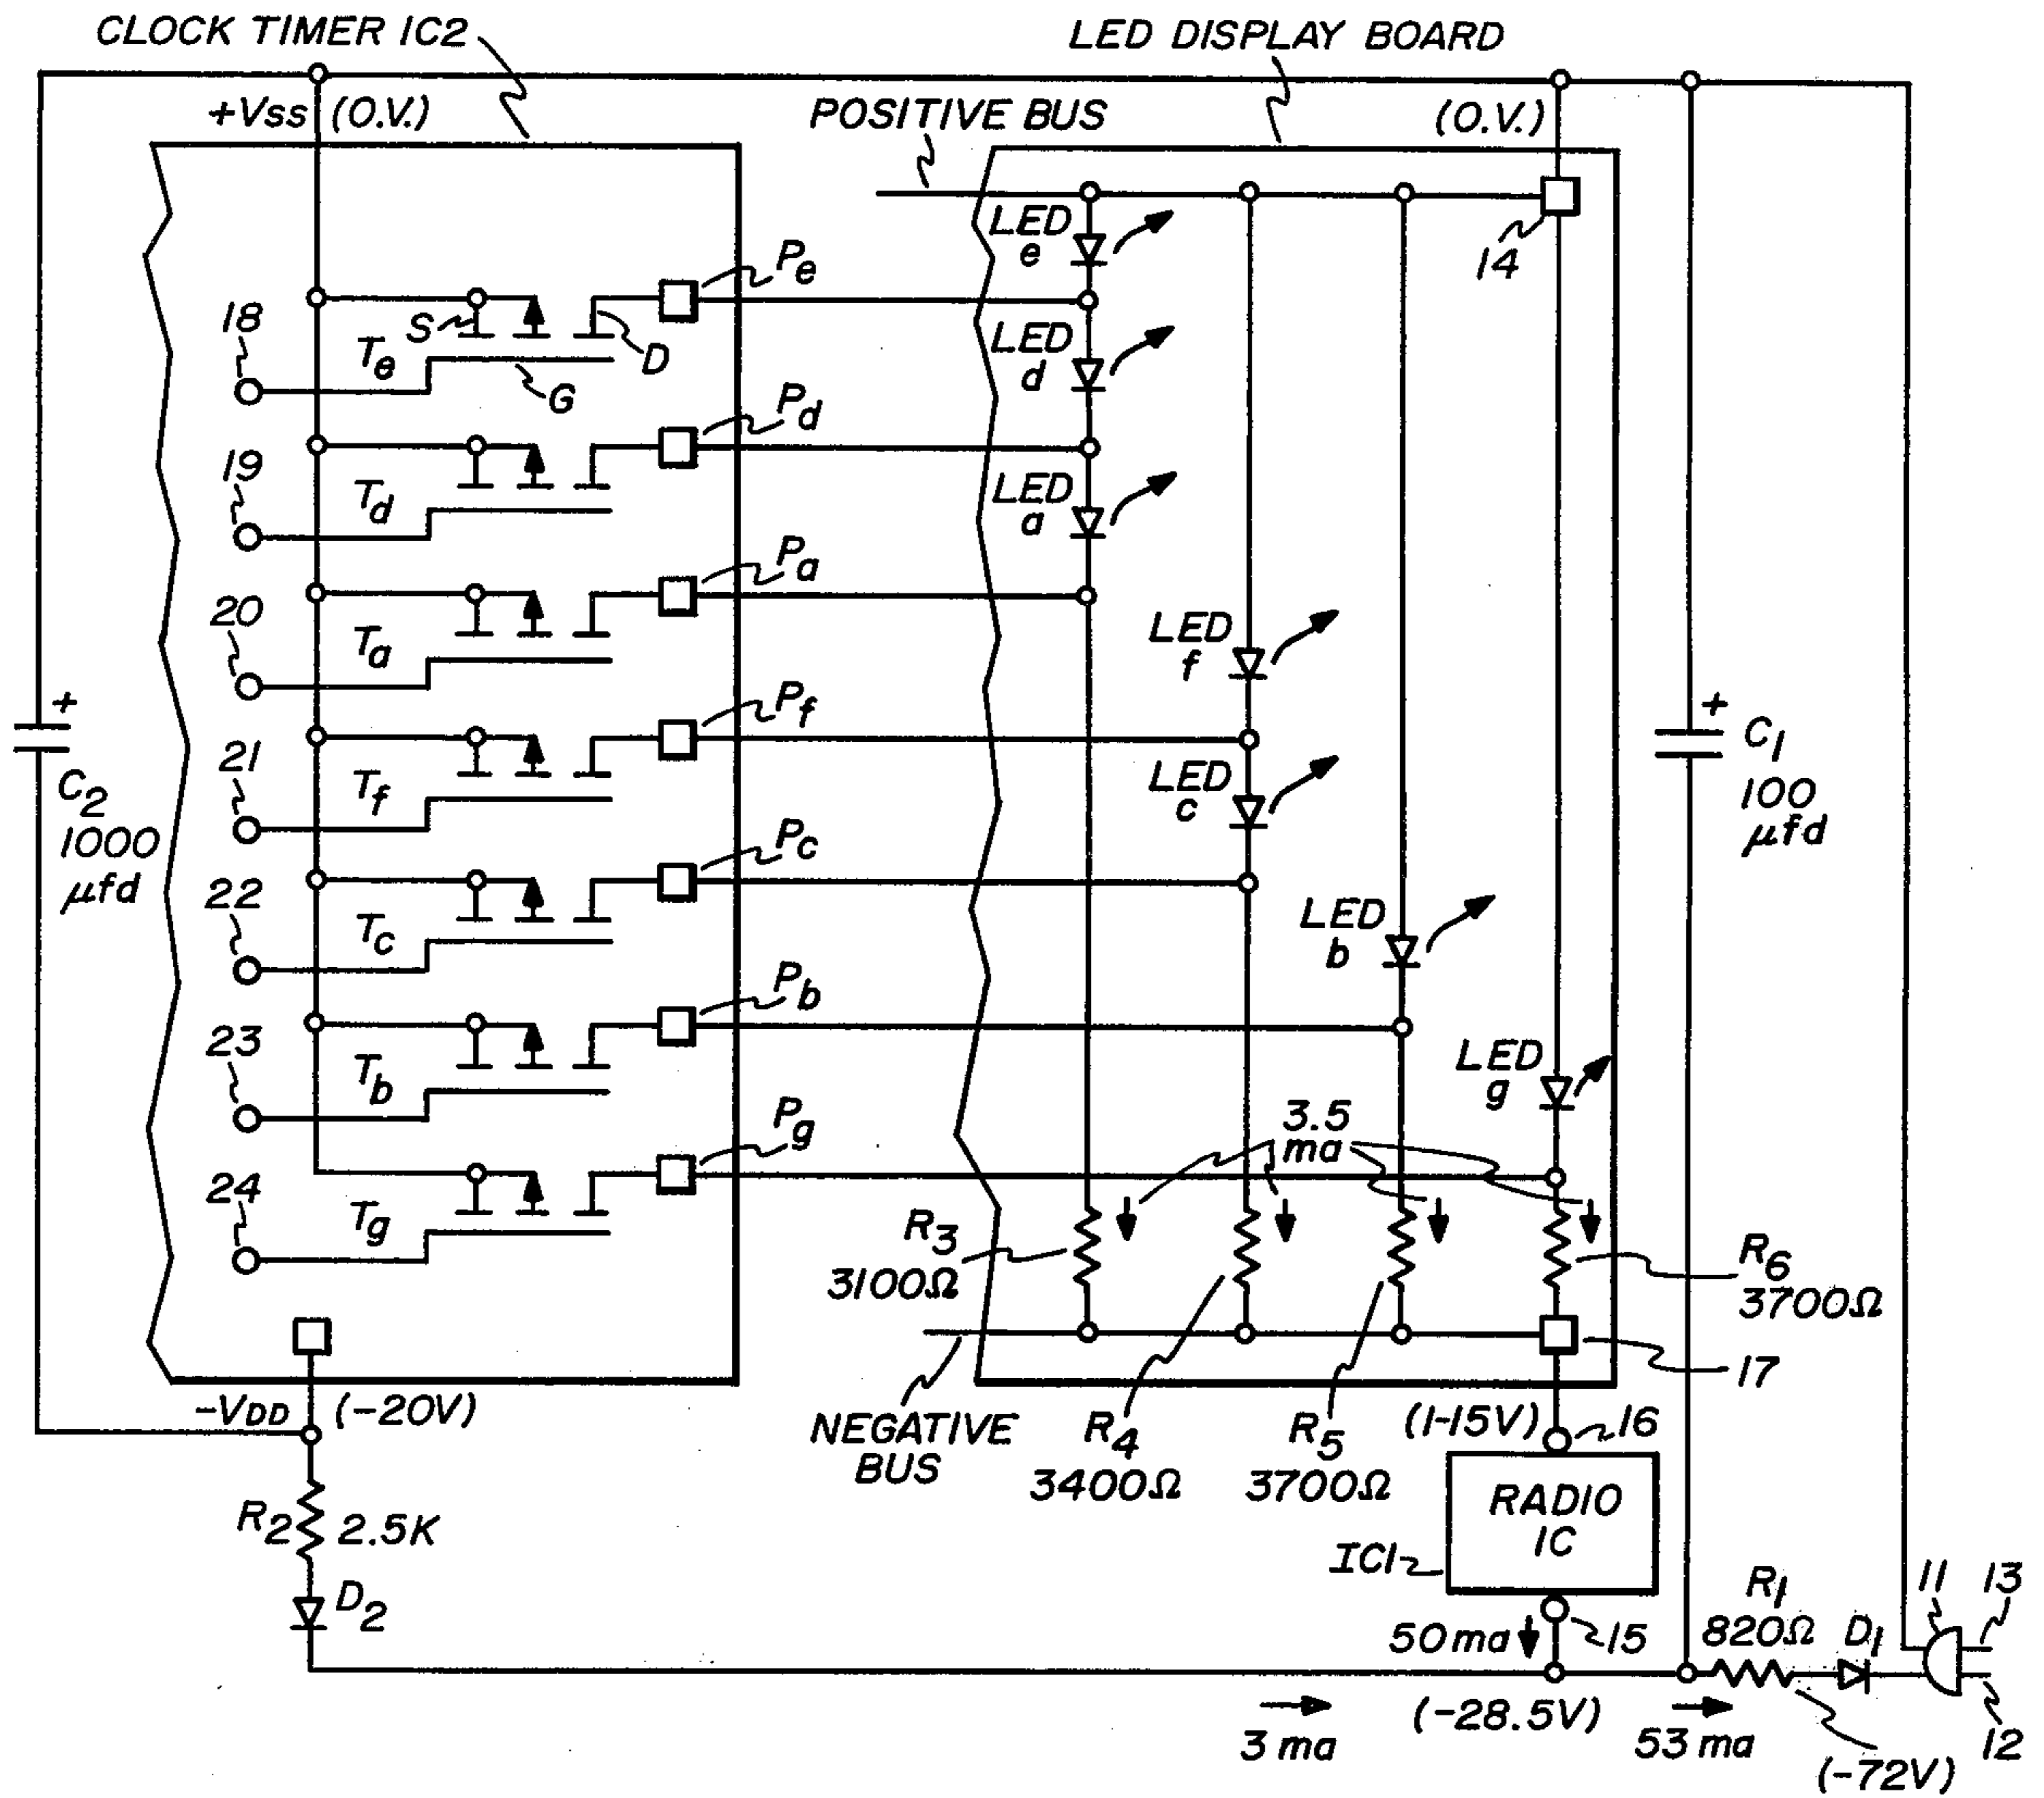 CLOCK TIMER IC2
LED DISPLAY BOARD
+Vss (O.V.)
POSITIVE BUS
(O.V.)
14
LED
e
Pe
18
S
D
Te
G
LED
d
Pd
19
Td
LED
a
Pa
20
Ta
LED
f
Pf
+
C2
1000
μfd
21
Tf
LED
c
+
C1
100
μfd
Pc
22
Tc
LED
b
Pb
23
Tb
LED
g
Pg
3.5
ma
24
Tg
R3
3100Ω
R6
3700Ω
17
-VDD (-20V)
NEGATIVE
BUS
R4
3400Ω
R5
3700Ω
(1-15V)
16
R2 2.5K
RADIO
IC
IC1
D2
50 ma
15
R1
820Ω
D1
11
13
12
3 ma
(-28.5V)
53 ma
(-72V)